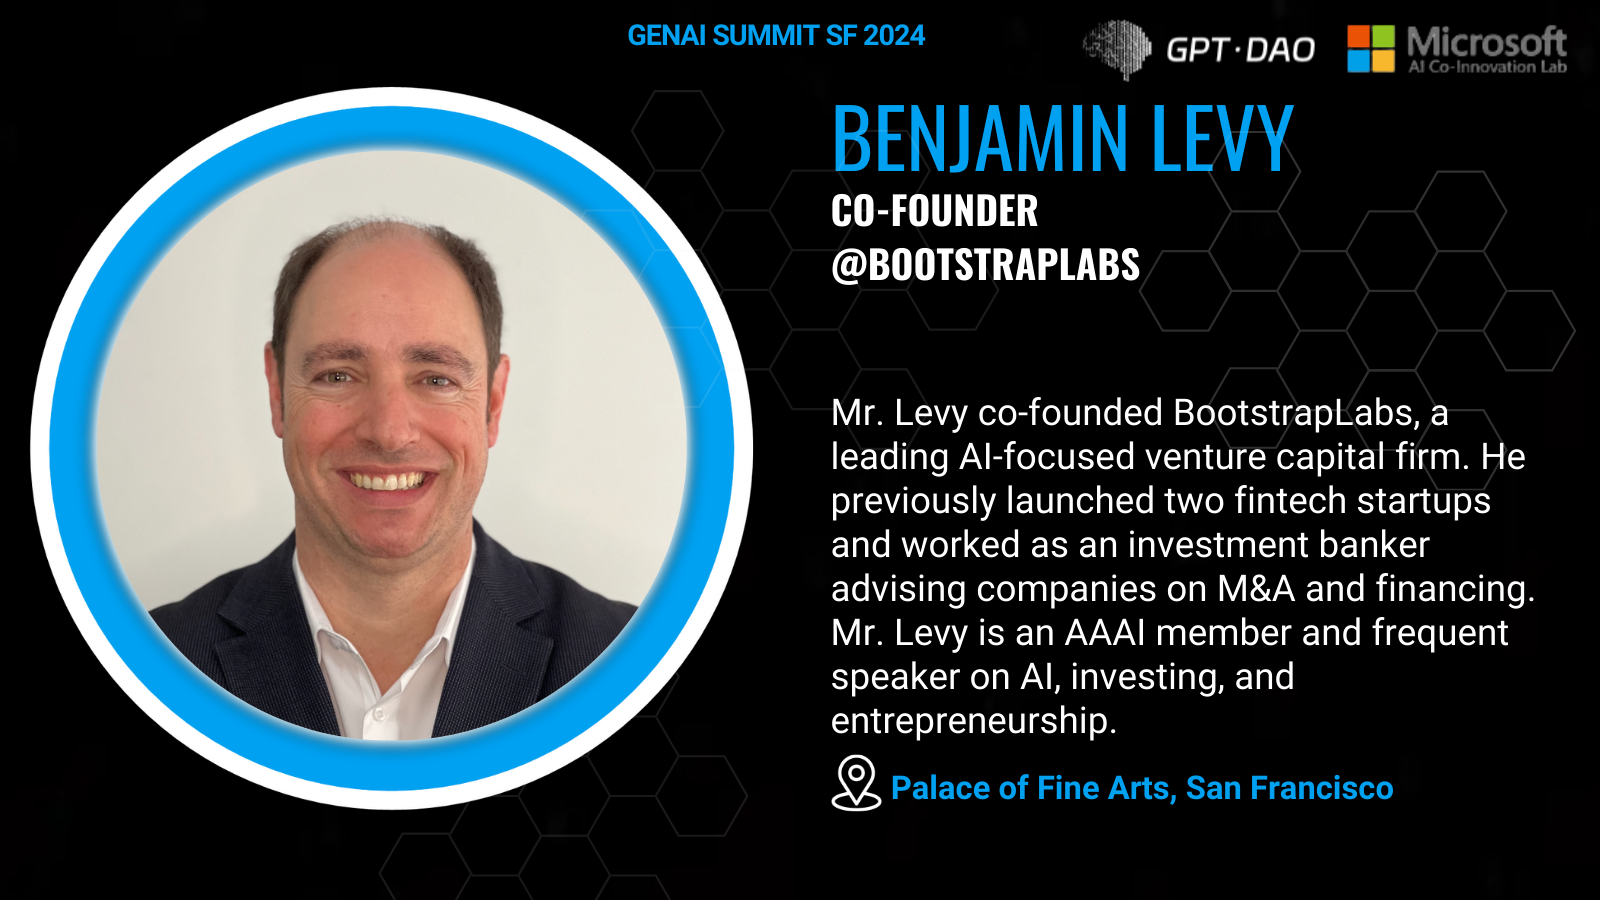 GENAI SUMMIT SF 2024
GPT·DAO
Microsoft
AI Co-Innovation Lab
BENJAMIN LEVY
CO-FOUNDER
@BOOTSTRAPLABS
Mr. Levy co-founded BootstrapLabs, a
leading AI-focused venture capital firm. He
previously launched two fintech startups
and worked as an investment banker
advising companies on M&A and financing.
Mr. Levy is an AAAI member and frequent
speaker on AI, investing, and
entrepreneurship.
Palace of Fine Arts, San Francisco